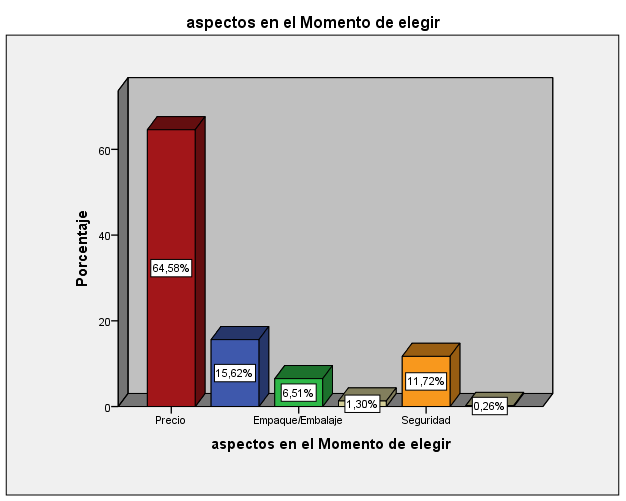 aspectos en el Momento de elegir
Porcentaje
60
40
20
0
64,58%
15,62%
6,51%
1,30%
11,72%
0,26%
Precio
Empaque/Embalaje
Seguridad
aspectos en el Momento de elegir